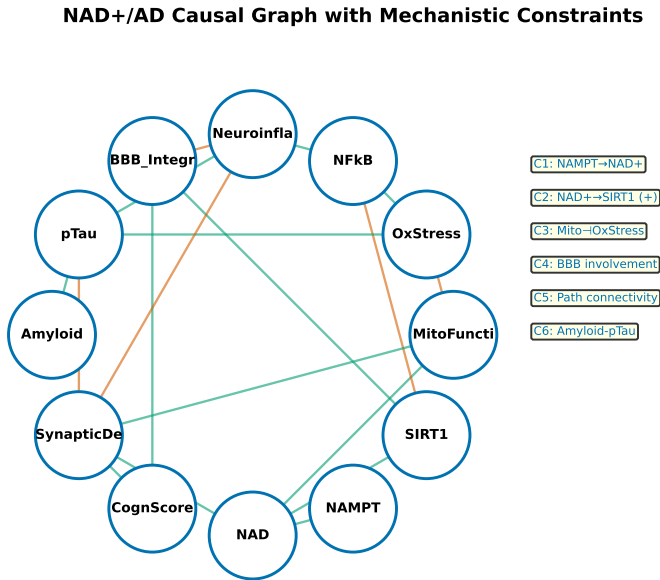 NAD+/AD Causal Graph with Mechanistic Constraints
Neuroinfla
BBB_Integr
NFkB
pTau
OxStress
Amyloid
MitoFuncti
SynapticDe
SIRT1
CognScore
NAMPT
NAD
C1: NAMPT→NAD+
C2: NAD+→SIRT1 (+)
C3: Mito⊣OxStress
C4: BBB involvement
C5: Path connectivity
C6: Amyloid-pTau